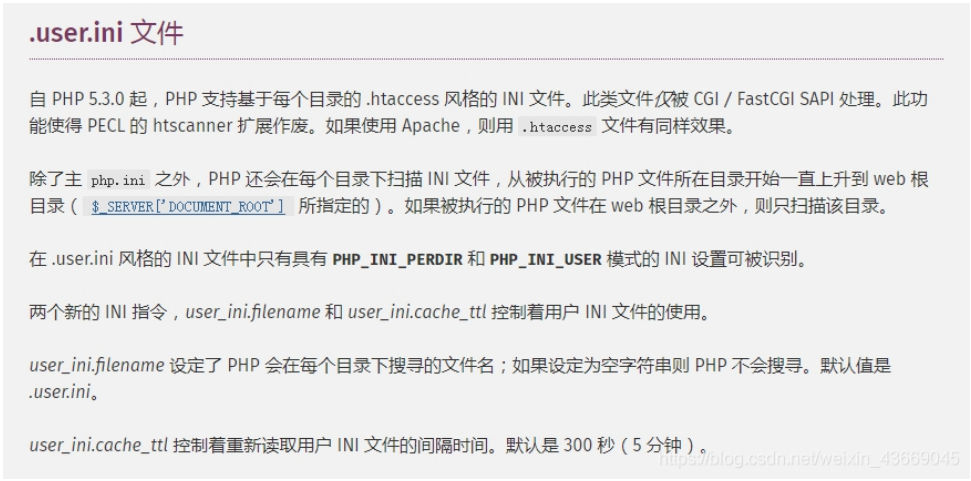 .user.ini 文件
自 PHP 5.3.0 起，PHP 支持基于每个目录的 .htaccess 风格的 INI 文件。此类文件仅被 CGI / FastCGI SAPI 处理。此功
能使得 PECL 的 htscanner 扩展作废。如果使用 Apache，则用 .htaccess 文件有同样效果。
除了主 php.ini 之外，PHP 还会在每个目录下扫描 INI 文件，从被执行的 PHP 文件所在目录开始一直上升到 web 根
目录（ $_SERVER['DOCUMENT_ROOT'] 所指定的）。如果被执行的 PHP 文件在 web 根目录之外，则只扫描该目录。
在 .user.ini 风格的 INI 文件中只有具有 PHP_INI_PERDIR 和 PHP_INI_USER 模式的 INI 设置可被识别。
两个新的 INI 指令，user_ini.filename 和 user_ini.cache_ttl 控制着用户 INI 文件的使用。
user_ini.filename 设定了 PHP 会在每个目录下搜寻的文件名；如果设定为空字符串则 PHP 不会搜寻。默认值是
.user.ini。
user_ini.cache_ttl 控制着重新读取用户 INI 文件的间隔时间。默认是 300 秒（5 分钟）。
https://blog.csdn.net/weixin_43669045